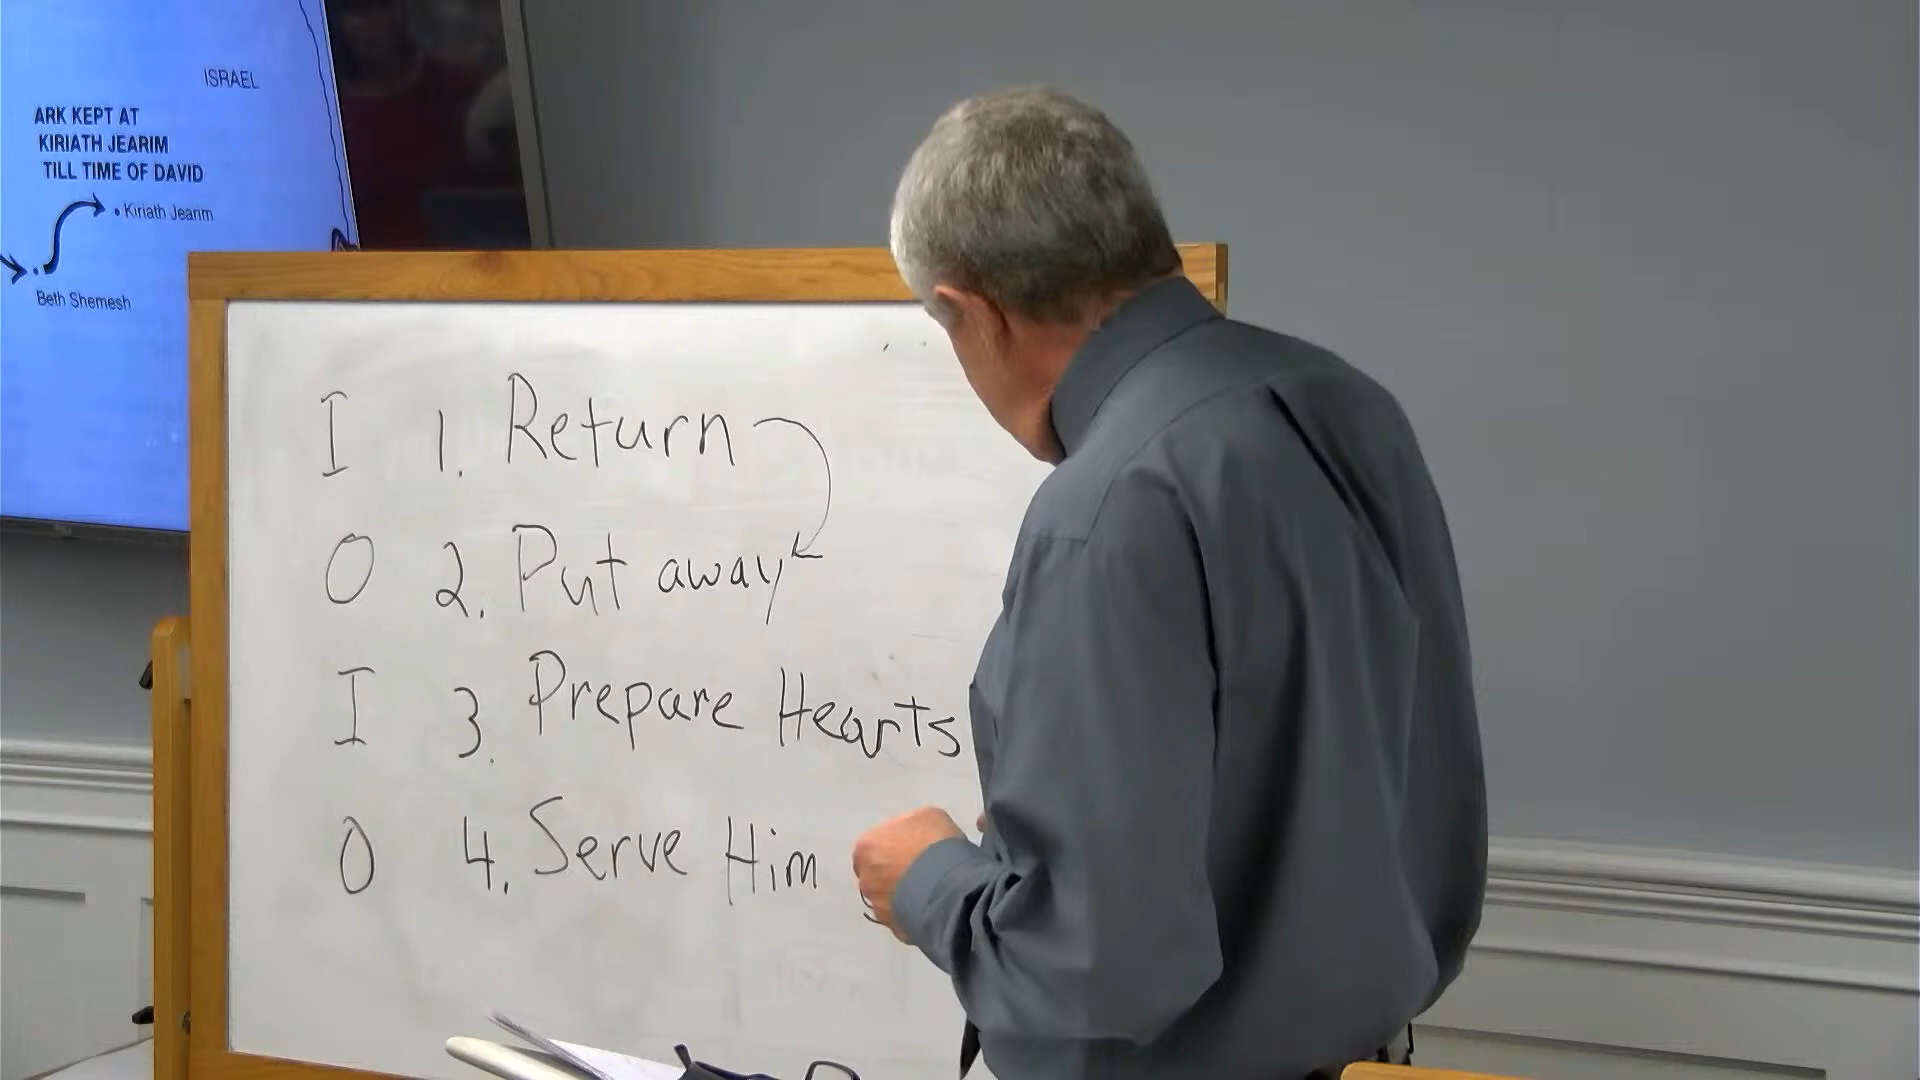 ISRAEL
ARK KEPT AT
KIRIATH JEARIM
TILL TIME OF DAVID
Kiriath Jearim
Beth Shemesh
I 1. Return
O 2. Put away
I 3. Prepare Hearts
O 4. Serve Him